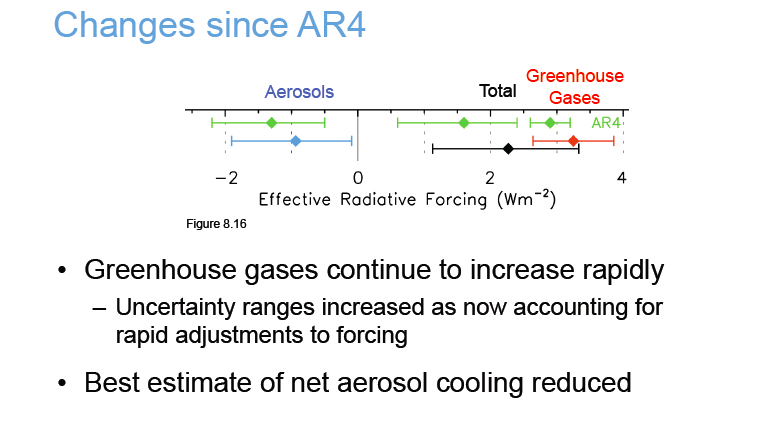 Changes since AR4
Greenhouse
Aerosols Total Gases
AR4
−2 0 2 4
Effective Radiative Forcing (Wm⁻²)
Figure 8.16
• Greenhouse gases continue to increase rapidly
– Uncertainty ranges increased as now accounting for
rapid adjustments to forcing
• Best estimate of net aerosol cooling reduced